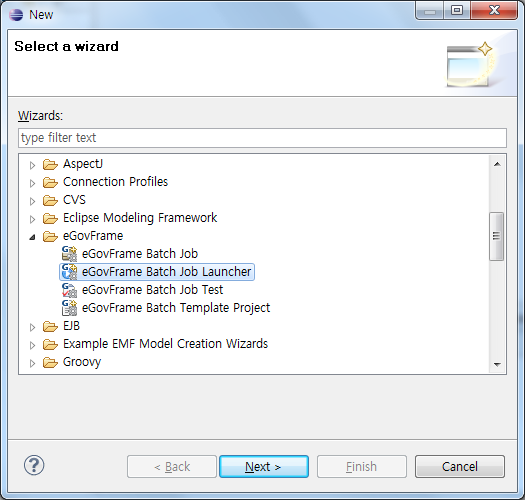 New
Select a wizard
Wizards:
type filter text
AspectJ
Connection Profiles
CVS
Eclipse Modeling Framework
eGovFrame
eGovFrame Batch Job
eGovFrame Batch Job Launcher
eGovFrame Batch Job Test
eGovFrame Batch Template Project
EJB
Example EMF Model Creation Wizards
Groovy
? < Back Next > Finish Cancel